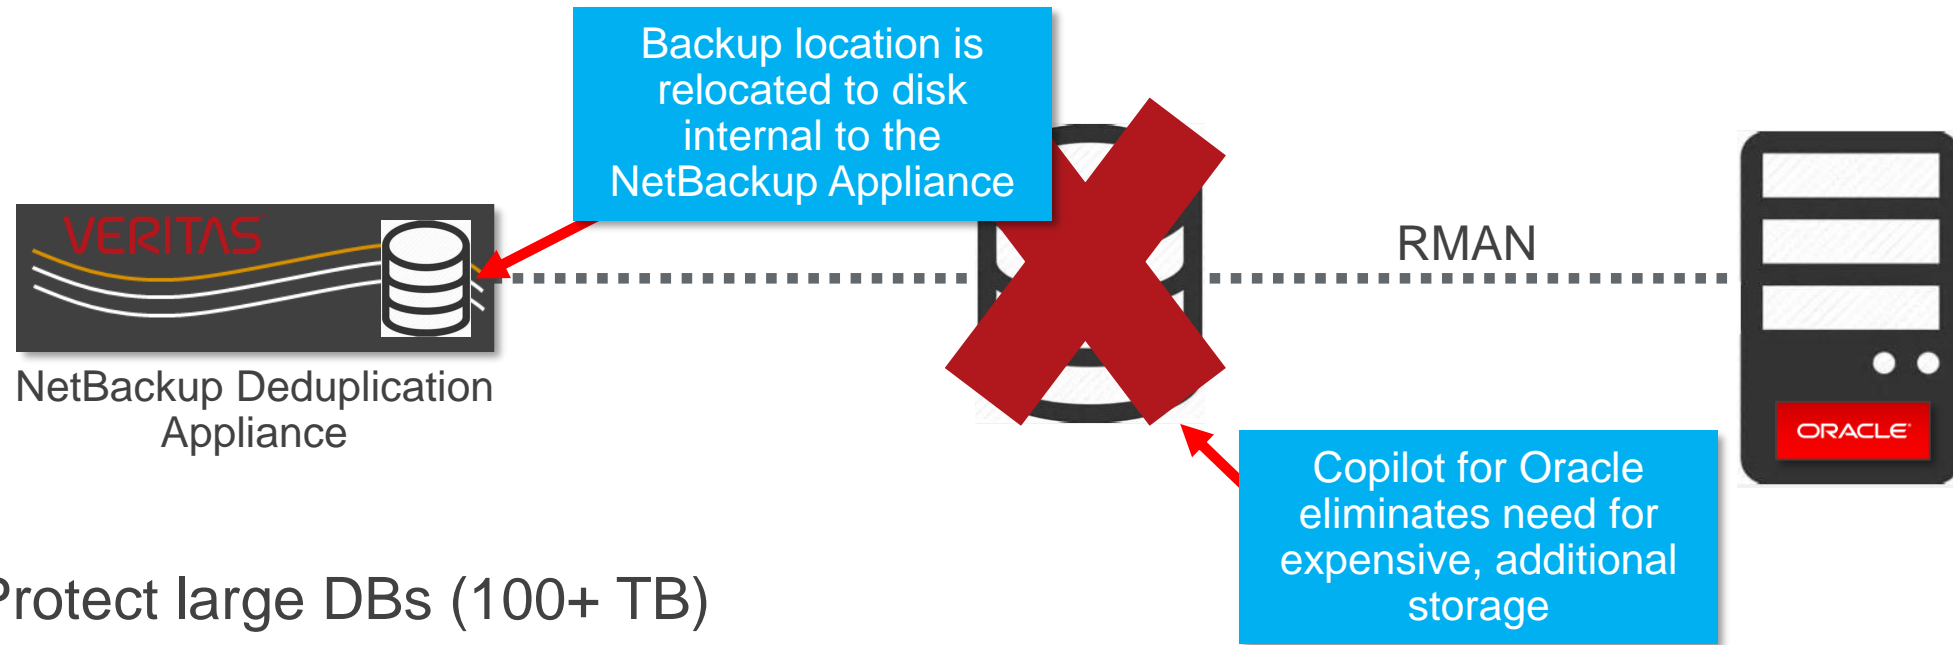 Backup location is
relocated to disk
internal to the
NetBackup Appliance
VERITAS
RMAN
NetBackup Deduplication
Appliance
ORACLE
Copilot for Oracle
eliminates need for
expensive, additional
storage
Protect large DBs (100+ TB)